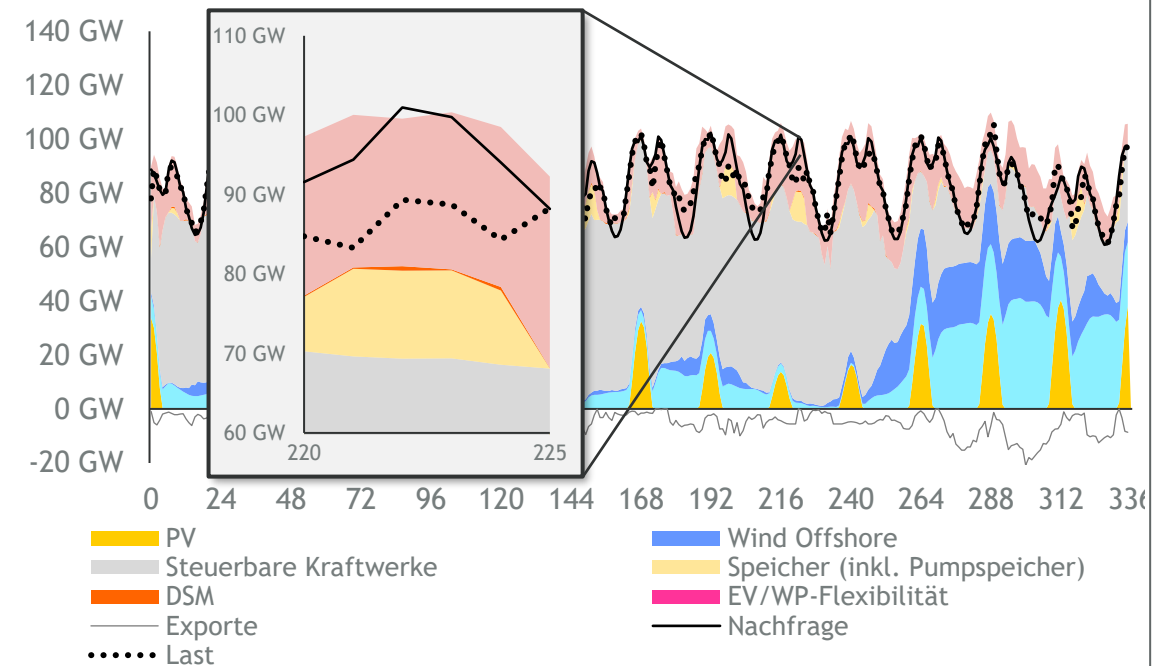 140 GW
120 GW
100 GW
80 GW
60 GW
40 GW
20 GW
0 GW
-20 GW
110 GW
100 GW
90 GW
80 GW
70 GW
60 GW
220 225
0 24 48 72 96 120 144 168 192 216 240 264 288 312 336
PV Wind Offshore
Steuerbare Kraftwerke Speicher (inkl. Pumpspeicher)
DSM EV/WP-Flexibilität
Exporte Nachfrage
Last